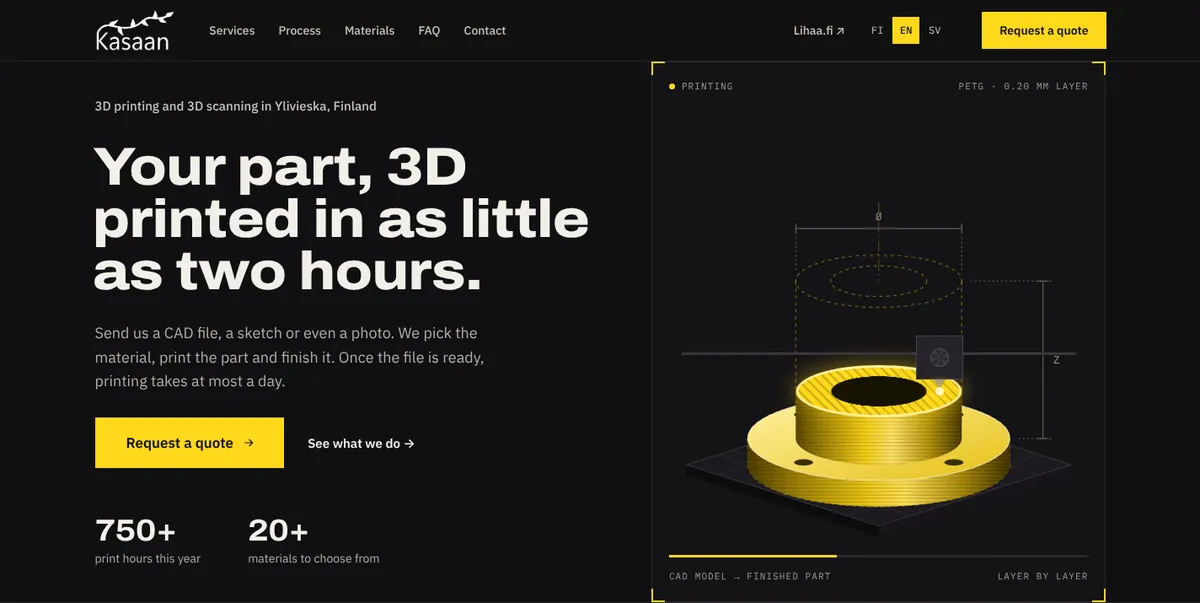 Kasaan
Services
Process
Materials
FAQ
Contact
Lihaa.fi ↗
FI
EN
SV
Request a quote
3D printing and 3D scanning in Ylivieska, Finland
Your part, 3D
printed in as little
as two hours.
Send us a CAD file, a sketch or even a photo. We pick the
material, print the part and finish it. Once the file is ready,
printing takes at most a day.
Request a quote →
See what we do →
750+
print hours this year
20+
materials to choose from
PRINTING
PETG · 0.20 MM LAYER
Ø
Z
CAD MODEL → FINISHED PART
LAYER BY LAYER